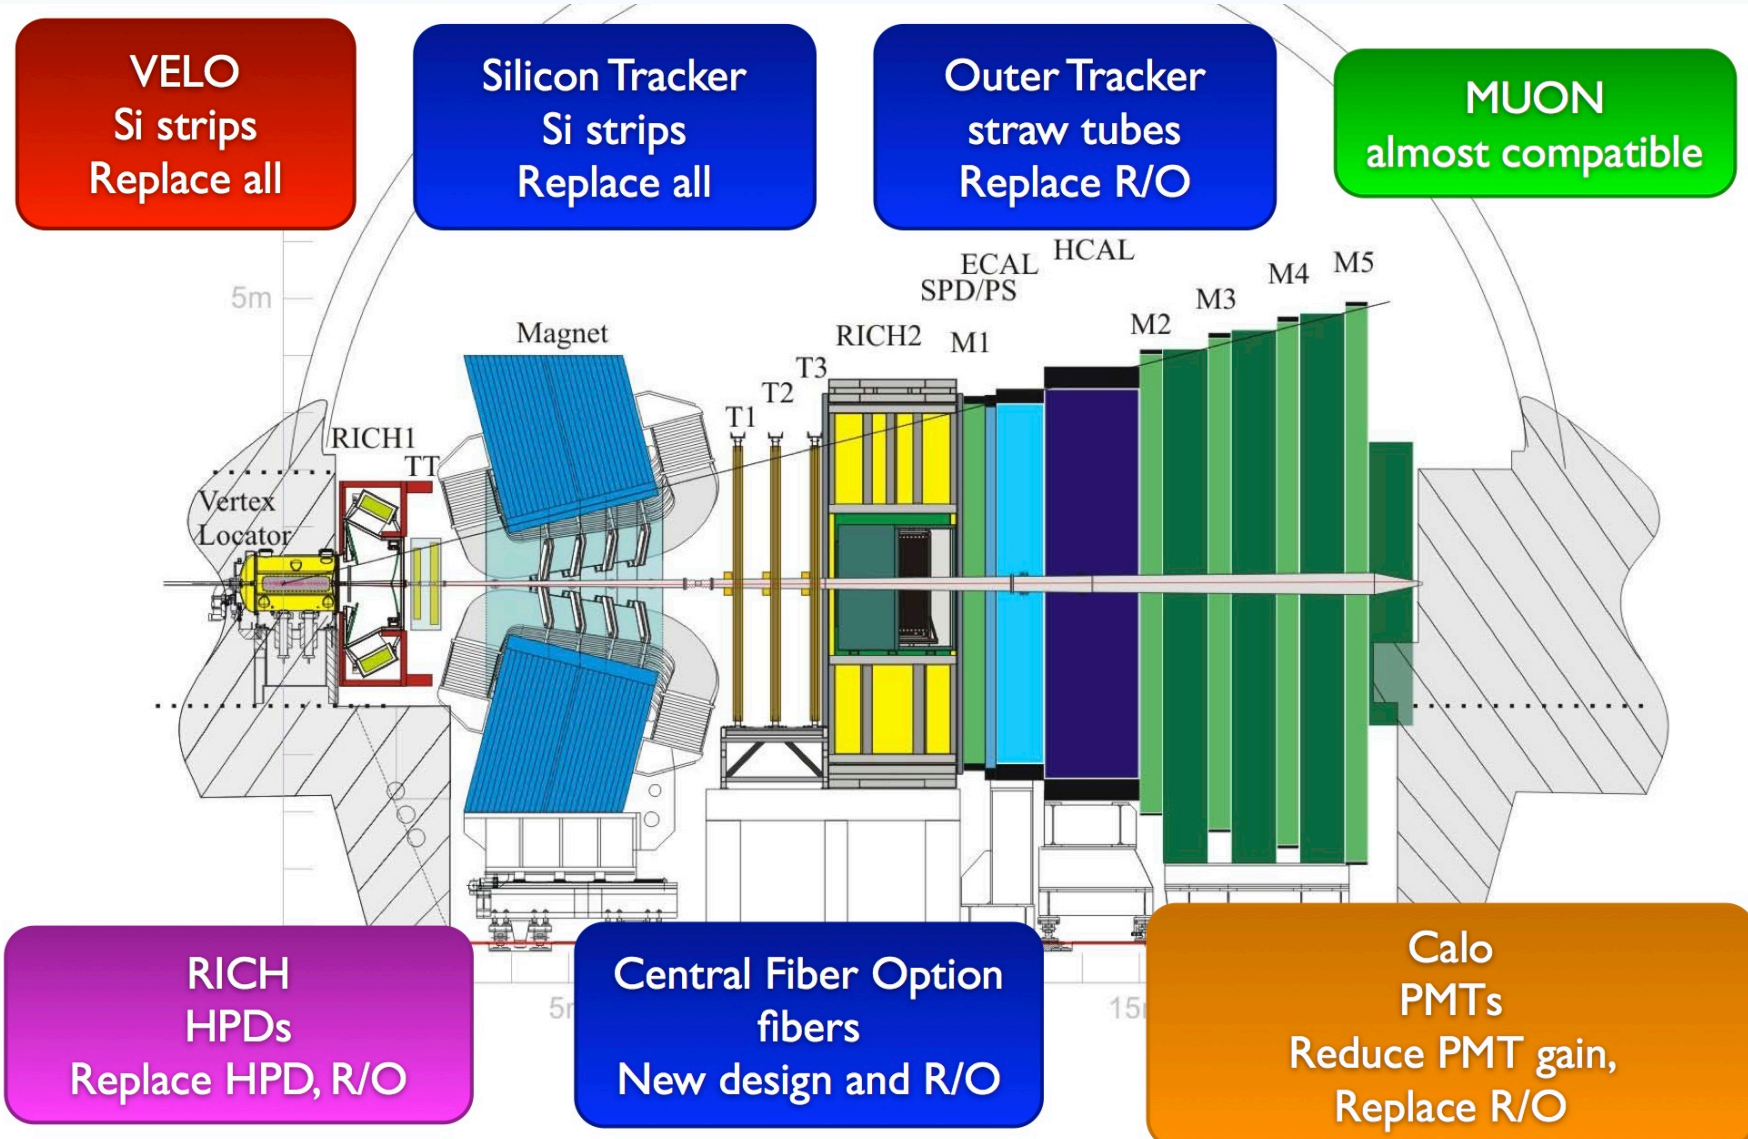 VELO
Si strips
Replace all
Silicon Tracker
Si strips
Replace all
Outer Tracker
straw tubes
Replace R/O
MUON
almost compatible
5m
Magnet
RICH1
TT
Vertex
Locator
T1
T2
T3
RICH2
SPD/PS
ECAL
HCAL
M1
M2
M3
M4
M5
RICH
HPDs
Replace HPD, R/O
5m
Central Fiber Option
fibers
New design and R/O
15m
Calo
PMTs
Reduce PMT gain,
Replace R/O